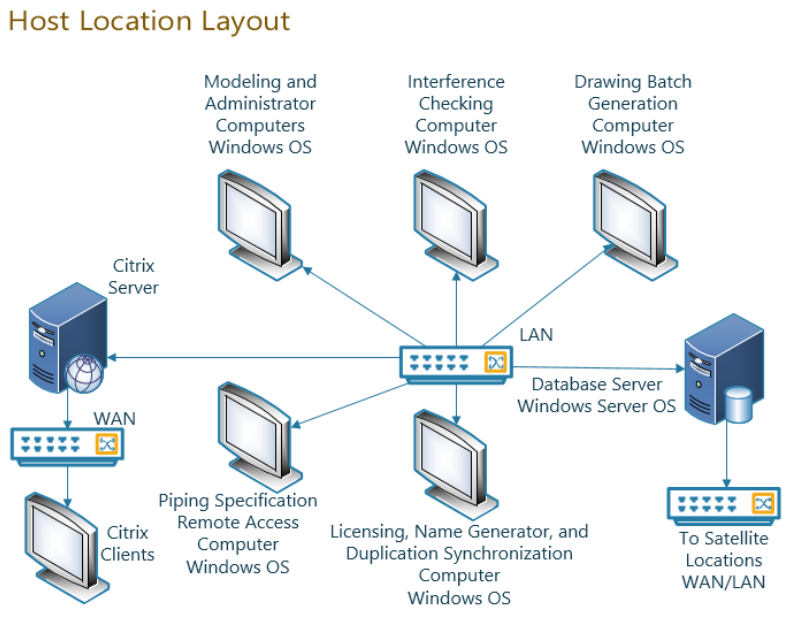 Host Location Layout
Modeling and
Administrator
Computers
Windows OS
Interference
Checking
Computer
Windows OS
Drawing Batch
Generation
Computer
Windows OS
Citrix
Server
LAN
Database Server
Windows Server OS
WAN
Piping Specification
Remote Access
Computer
Windows OS
Licensing, Name Generator, and
Duplication Synchronization
Computer
Windows OS
Citrix
Clients
To Satellite
Locations
WAN/LAN